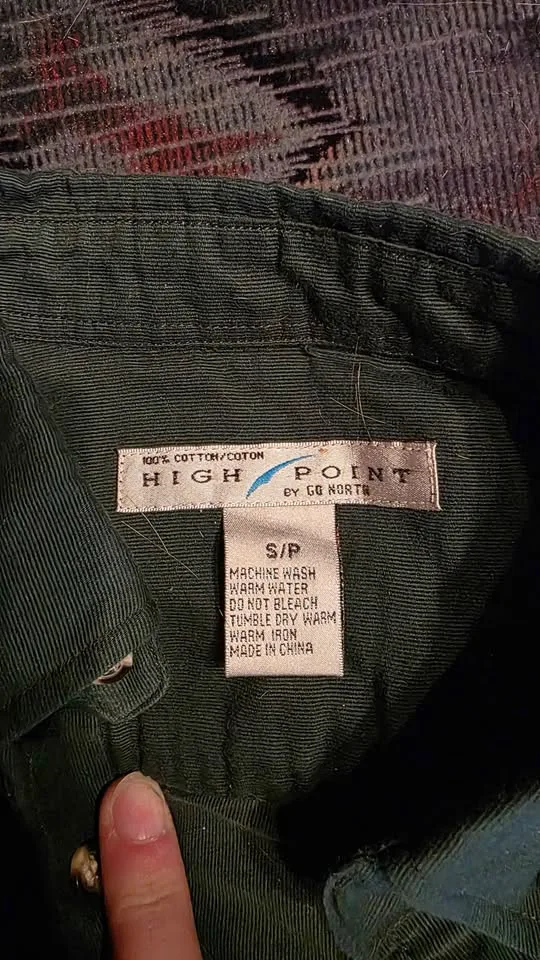 100% COTTON/COTON
HIGH POINT
BY GO NORTH
S/P
MACHINE WASH
WARM WATER
DO NOT BLEACH
TUMBLE DRY WARM
WARM IRON
MADE IN CHINA